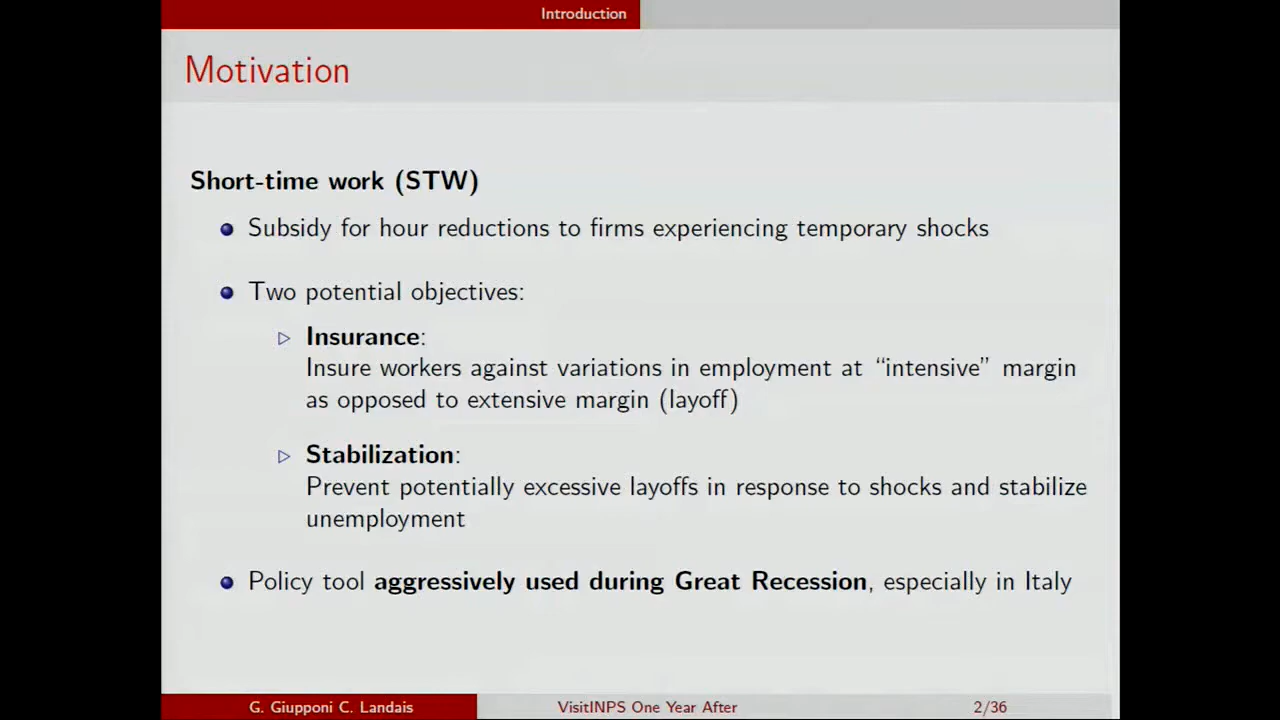 Introduction
Motivation
Short-time work (STW)
Subsidy for hour reductions to firms experiencing temporary shocks
Two potential objectives:
Insurance:
Insure workers against variations in employment at “intensive” margin
as opposed to extensive margin (layoff)
Stabilization:
Prevent potentially excessive layoffs in response to shocks and stabilize
unemployment
Policy tool aggressively used during Great Recession, especially in Italy
G. Giupponi C. Landais
VisitINPS One Year After
2/36